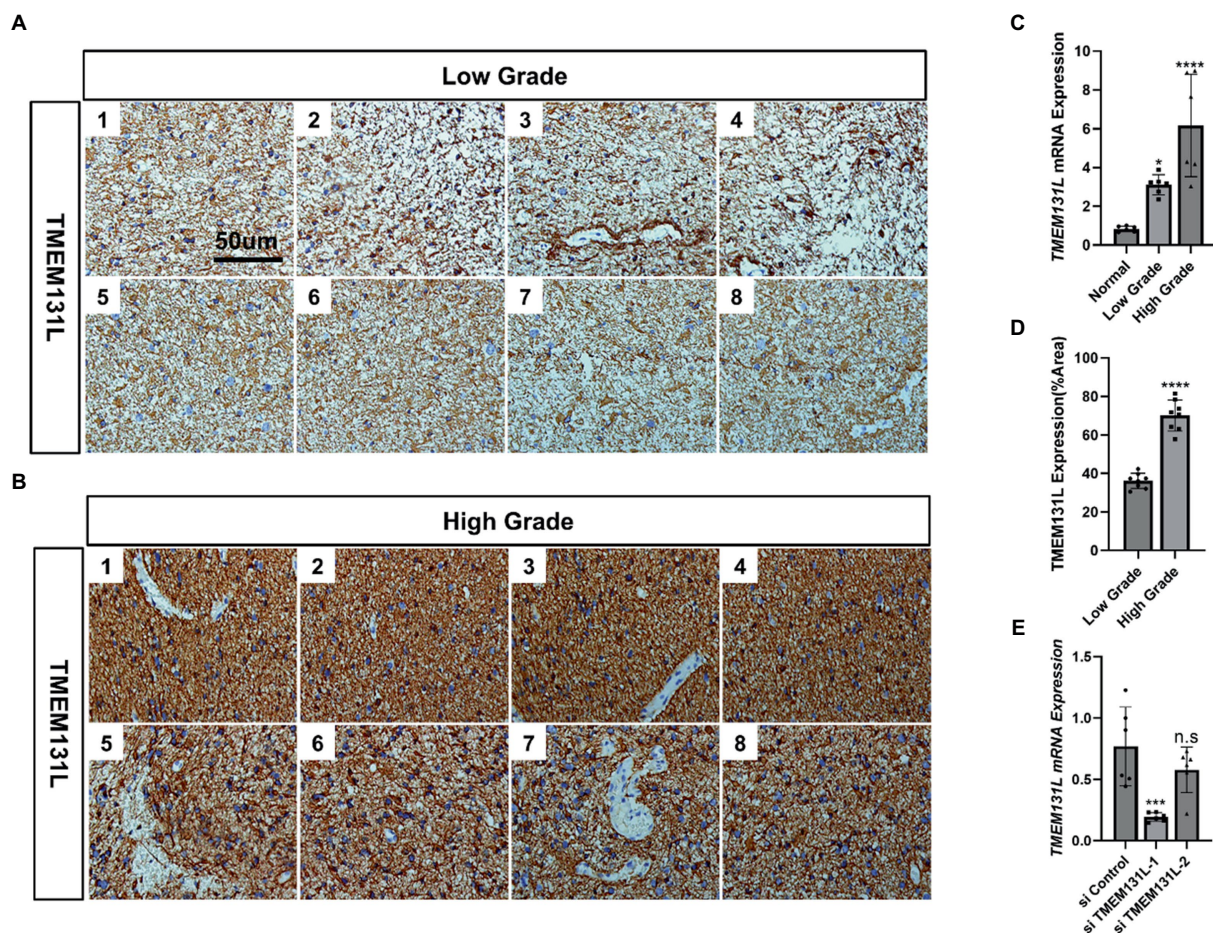 A
Low Grade
TMEM131L
1
2
3
4
50um
5
6
7
8
B
High Grade
TMEM131L
1
2
3
4
5
6
7
8
C
TMEM131L mRNA Expression
10
8
6
4
2
0
*
****
Normal
Low Grade
High Grade
D
TMEM131L Expression(%Area)
100
80
60
40
20
0
****
Low Grade
High Grade
E
TMEM131L mRNA Expression
1.5
1.0
0.5
0.0
***
n.s
si Control
si TMEM131L-1
si TMEM131L-2